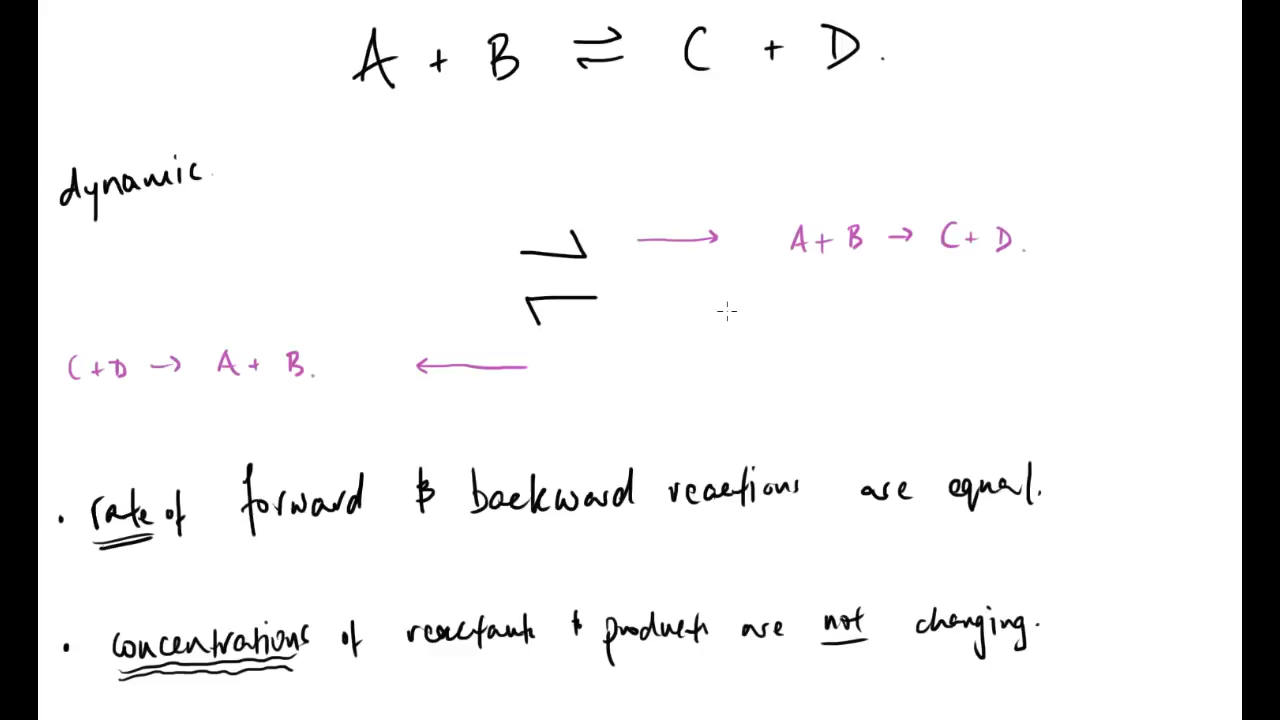 A + B ⇌ C + D.
dynamic
⇌ → A + B → C + D.
C + D → A + B. ←
· rate of forward & backward reactions are equal.
· concentrations of reactants & products are not changing.